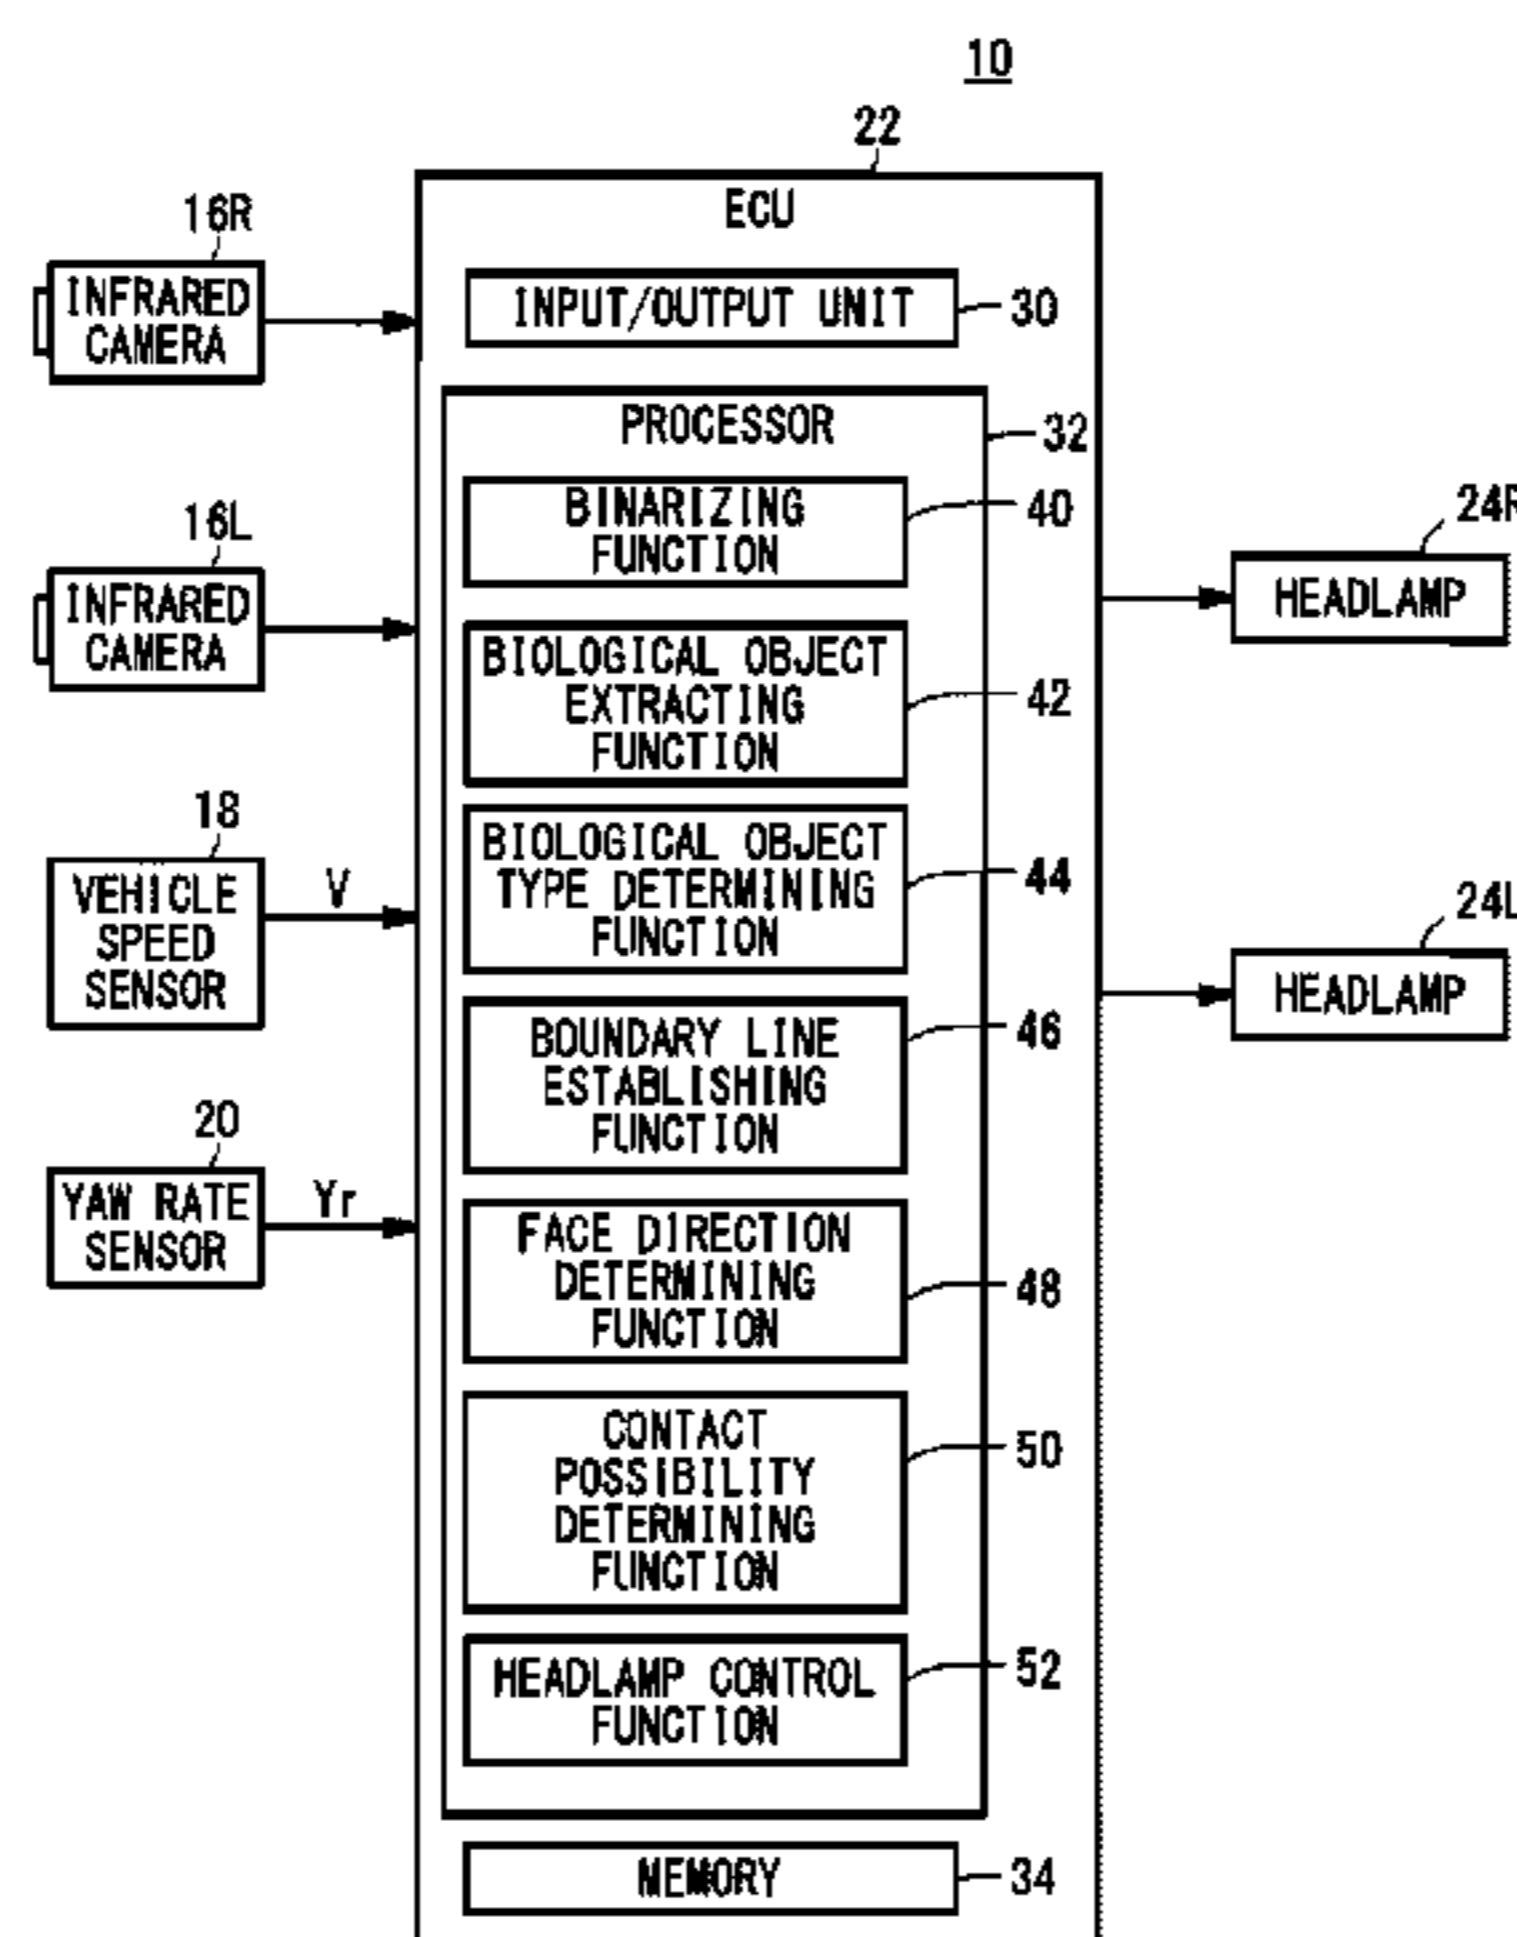 10
22
ECU
16R
INFRARED
CAMERA
INPUT/OUTPUT UNIT
30
PROCESSOR
32
BINARIZING
FUNCTION
40
16L
INFRARED
CAMERA
24R
HEADLAMP
BIOLOGICAL OBJECT
EXTRACTING
FUNCTION
42
18
VEHICLE
SPEED
SENSOR
V
BIOLOGICAL OBJECT
TYPE DETERMINING
FUNCTION
44
24L
HEADLAMP
BOUNDARY LINE
ESTABLISHING
FUNCTION
46
20
YAW RATE
SENSOR
Yr
FACE DIRECTION
DETERMINING
FUNCTION
48
CONTACT
POSSIBILITY
DETERMINING
FUNCTION
50
HEADLAMP CONTROL
FUNCTION
52
MEMORY
34